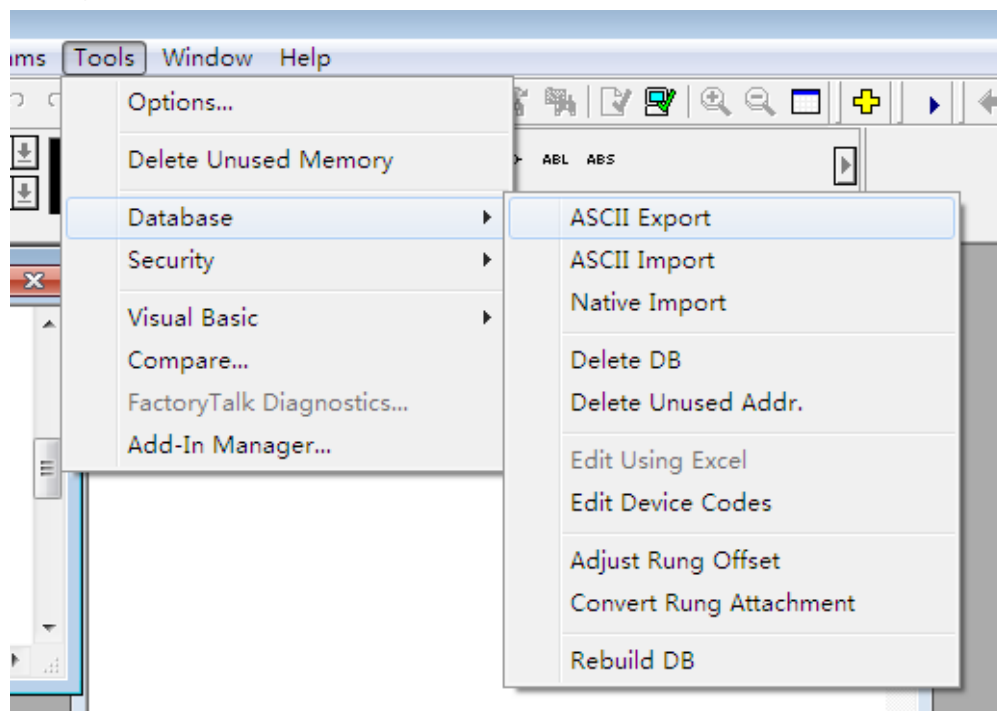 Tools Window Help
Options...
ABL ABS
Delete Unused Memory
Database
Security
Visual Basic
Compare...
FactoryTalk Diagnostics...
Add-In Manager...
ASCII Export
ASCII Import
Native Import
Delete DB
Delete Unused Addr.
Edit Using Excel
Edit Device Codes
Adjust Rung Offset
Convert Rung Attachment
Rebuild DB